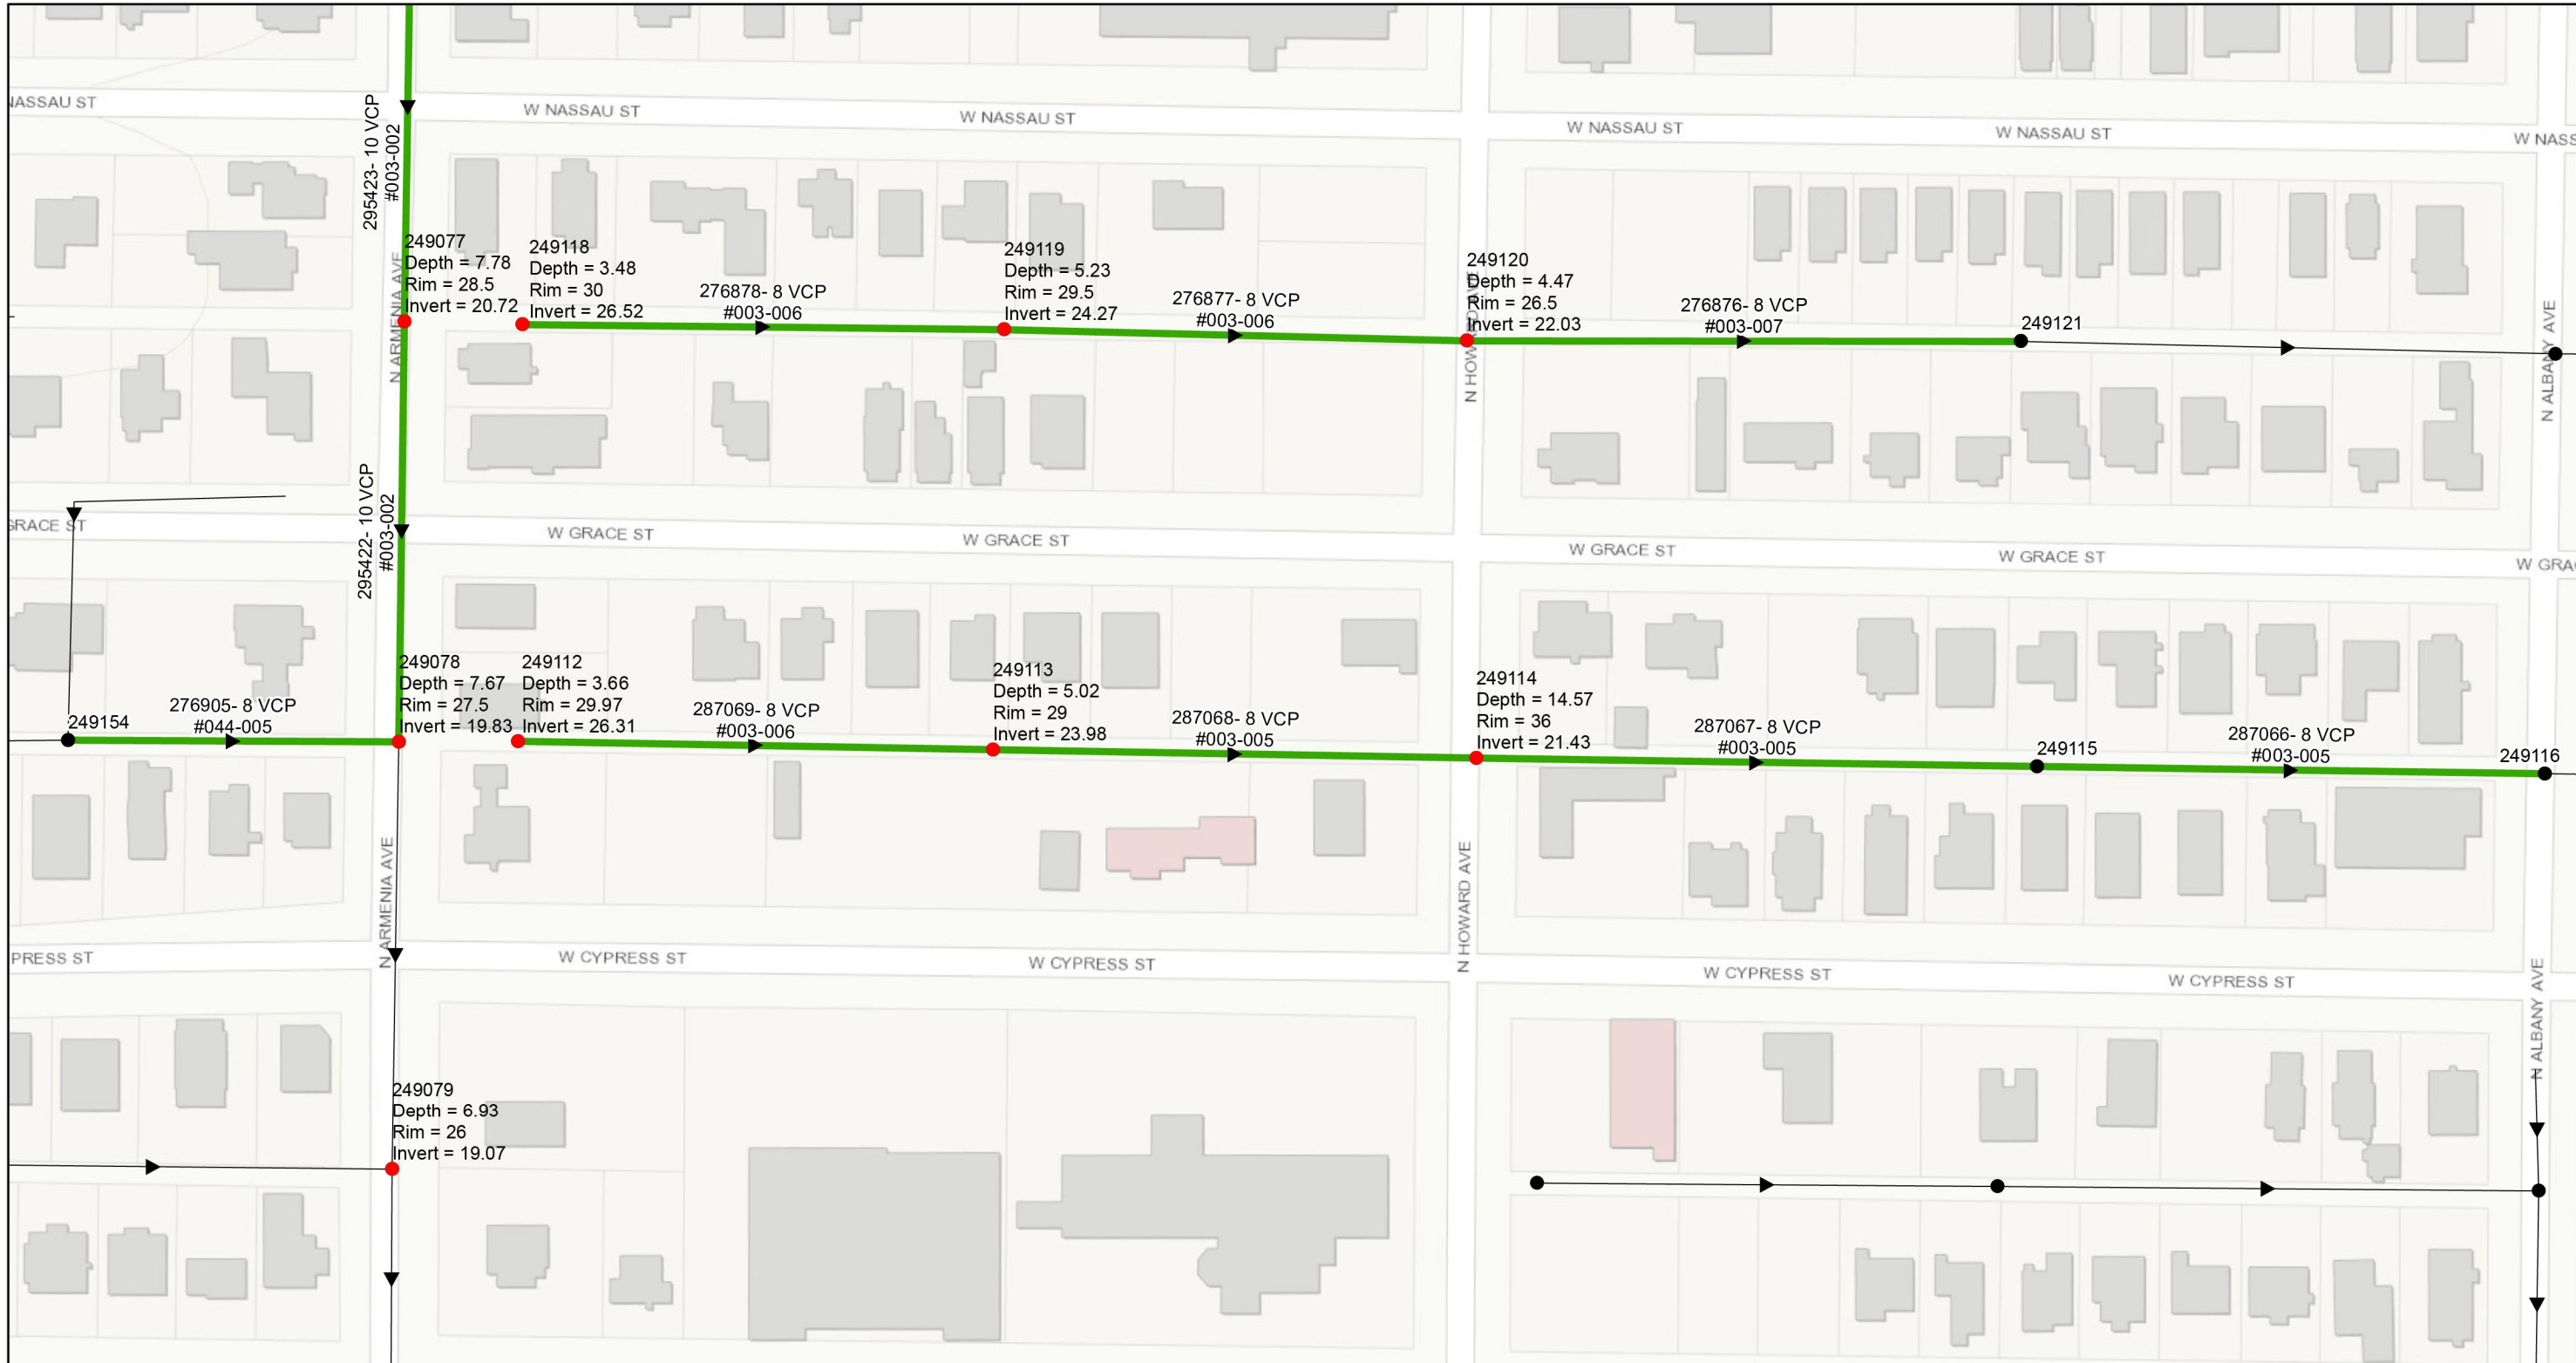 NASSAU ST
W NASSAU ST
W NASSAU ST
W NASSAU ST
W NASSAU ST
W NASS
295423- 10 VCP
#003-002
N ARMENIA AVE
249077
Depth = 7.78
Rim = 28.5
Invert = 20.72
249118
Depth = 3.48
Rim = 30
Invert = 26.52
276878- 8 VCP
#003-006
249119
Depth = 5.23
Rim = 29.5
Invert = 24.27
276877- 8 VCP
#003-006
249120
Depth = 4.47
Rim = 26.5
Invert = 22.03
276876- 8 VCP
#003-007
249121
N ALBANY AVE
295422- 10 VCP
#003-002
GRACE ST
W GRACE ST
W GRACE ST
W GRACE ST
W GRACE ST
W GRA
249154
276905- 8 VCP
#044-005
249078
Depth = 7.67
Rim = 27.5
Invert = 19.83
249112
Depth = 3.66
Rim = 29.97
Invert = 26.31
287069- 8 VCP
#003-006
249113
Depth = 5.02
Rim = 29
Invert = 23.98
287068- 8 VCP
#003-005
249114
Depth = 14.57
Rim = 36
Invert = 21.43
287067- 8 VCP
#003-005
249115
287066- 8 VCP
#003-005
249116
N ARMENIA AVE
N HOWARD AVE
PRESS ST
W CYPRESS ST
W CYPRESS ST
W CYPRESS ST
W CYPRESS ST
N ALBANY AVE
249079
Depth = 6.93
Rim = 26
Invert = 19.07